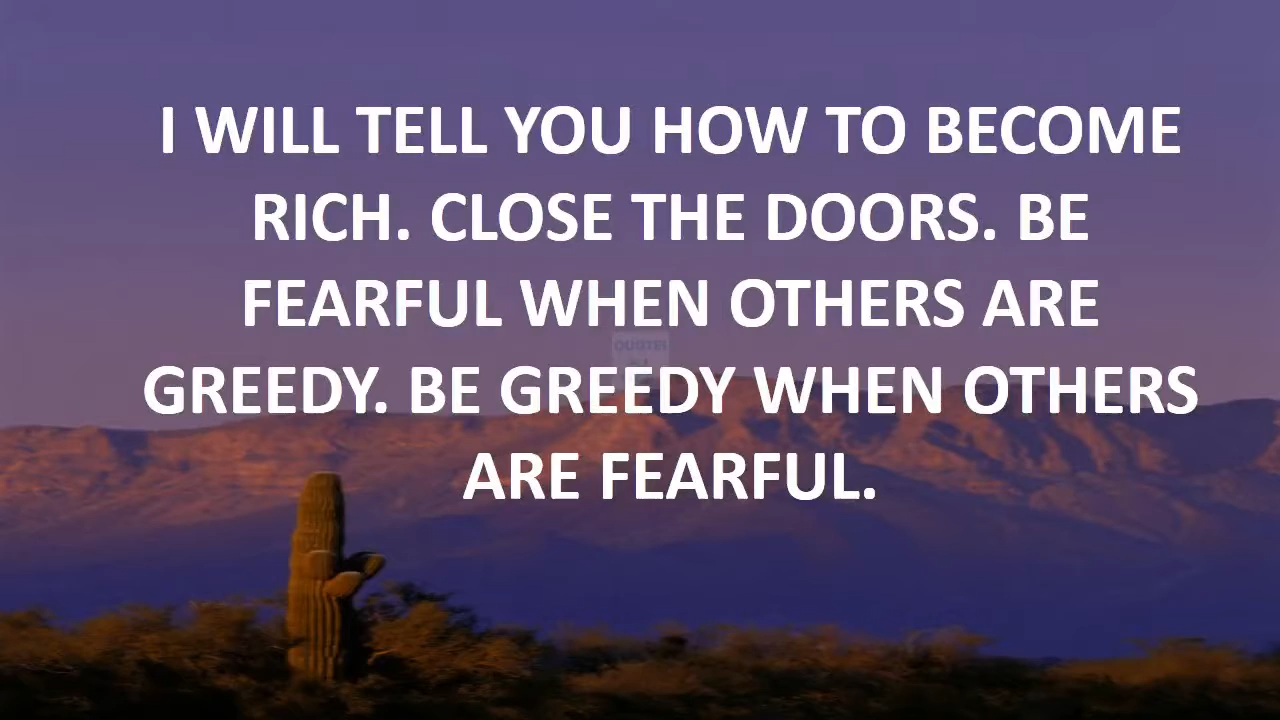 I WILL TELL YOU HOW TO BECOME
RICH. CLOSE THE DOORS. BE
FEARFUL WHEN OTHERS ARE
QUOTES
GREEDY. BE GREEDY WHEN OTHERS
ARE FEARFUL.